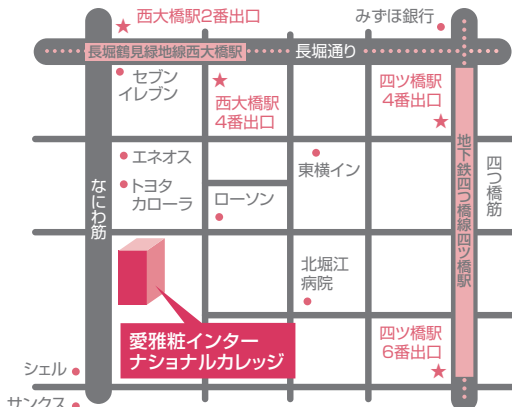 西大橋駅2番出口
みずほ銀行
長堀鶴見緑地線西大橋駅
長堀通り
セブン
イレブン
西大橋駅
4番出口
四ツ橋駅
4番出口
エネオス
トヨタ
カローラ
ローソン
東横イン
なにわ筋
地下鉄四つ橋線四ツ橋駅
四つ橋筋
北堀江
病院
愛雅粧インター
ナショナルカレッジ
四ツ橋駅
6番出口
シェル
サンクス